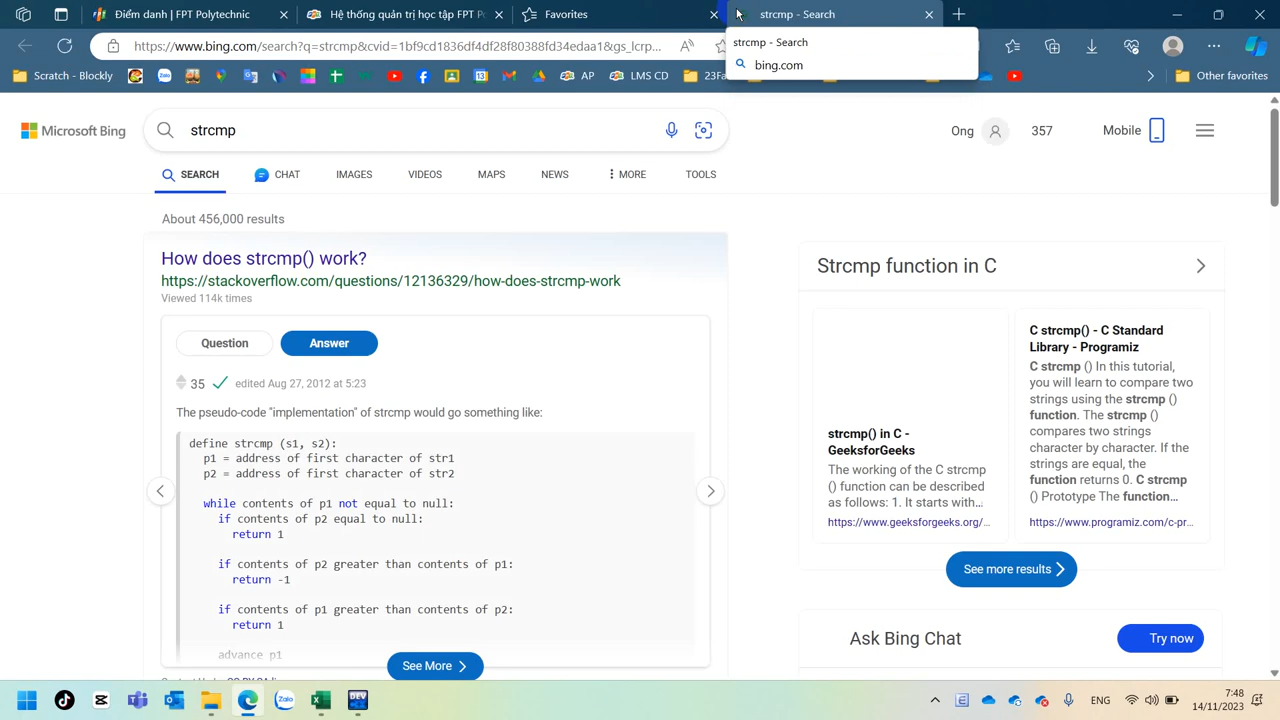 Điểm danh | FPT Polytechnic
Hệ thống quản trị học tập FPT Po
Favorites
strcmp - Search
https://www.bing.com/search?q=strcmp&cvid=1bf9cd1836df4df28f80388fd34edaa1&gs_lcrp...
strcmp - Search
bing.com
Scratch - Blockly
AP
LMS CD
Other favorites
Microsoft Bing
strcmp
Ong
357
Mobile
SEARCH
CHAT
IMAGES
VIDEOS
MAPS
NEWS
MORE
TOOLS
About 456,000 results
How does strcmp() work?
https://stackoverflow.com/questions/12136329/how-does-strcmp-work
Viewed 114k times
Question
Answer
35
edited Aug 27, 2012 at 5:23
The pseudo-code "implementation" of strcmp would go something like:
define strcmp (s1, s2):
p1 = address of first character of str1
p2 = address of first character of str2
while contents of p1 not equal to null:
if contents of p2 equal to null:
return 1
if contents of p2 greater than contents of p1:
return -1
if contents of p1 greater than contents of p2:
return 1
advance p1
See More
Strcmp function in C
strcmp() in C -
GeeksforGeeks
The working of the C strcmp
() function can be described
as follows: 1. It starts with…
https://www.geeksforgeeks.org/...
C strcmp() - C Standard
Library - Programiz
C strcmp () In this tutorial,
you will learn to compare two
strings using the strcmp ()
function. The strcmp ()
compares two strings
character by character. If the
strings are equal, the
function returns 0. C strcmp
() Prototype The function…
https://www.programiz.com/c-pr...
See more results
Ask Bing Chat
Try now
DEV
ENG
7:48
14/11/2023